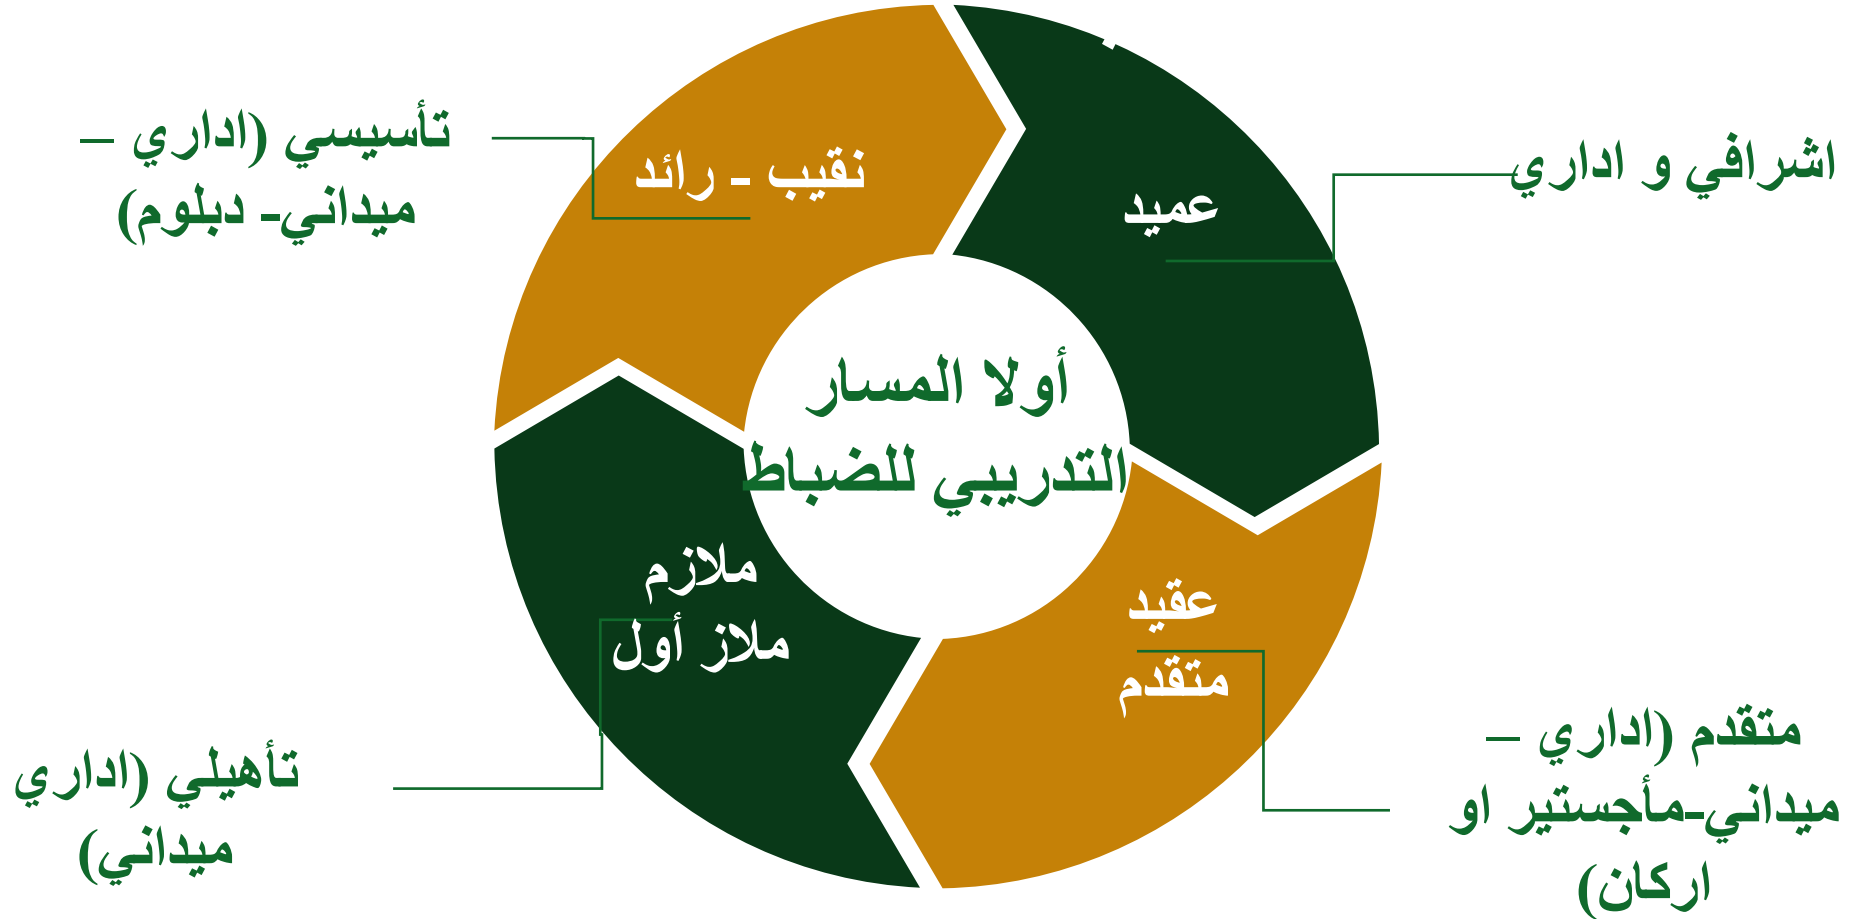 أولا المسار
التدريبي للضباط
عميد
اشرافي و اداري
عقيد
متقدم
متقدم (اداري –
ميداني-مأجستير او
اركان)
ملازم
ملاز أول
تأهيلي (اداري
ميداني)
نقيب - رائد
تأسيسي (اداري –
ميداني- دبلوم)